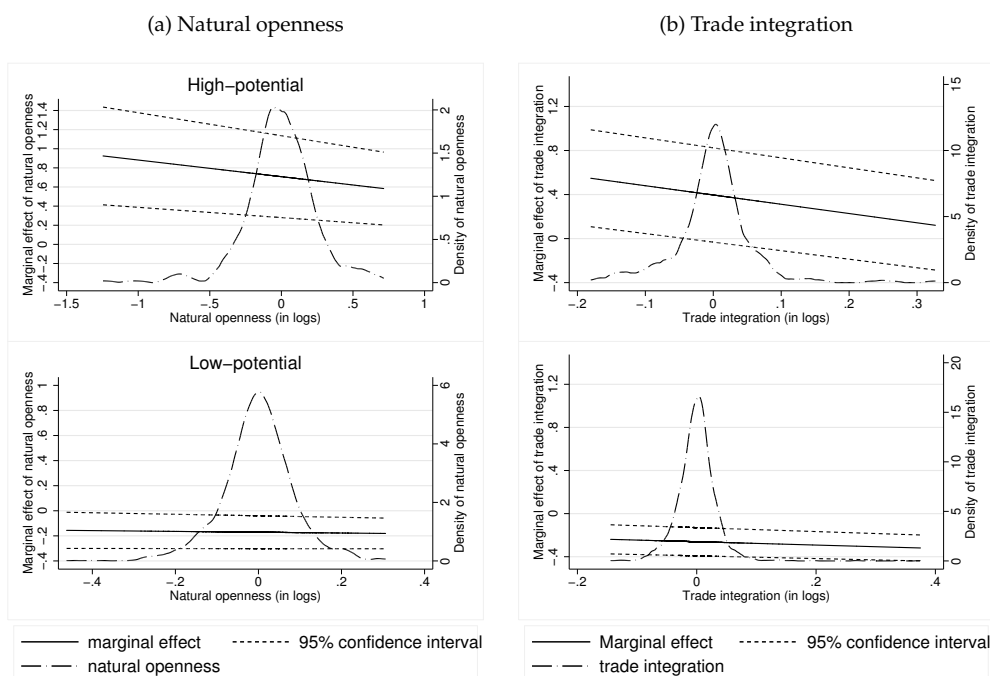 (a) Natural openness
(b) Trade integration
High−potential
Marginal effect of natural openness
−.4 −.2 0 .2 .4 .6 .8 1 1.2 1.4
Density of natural openness
0 .5 1 1.5 2
−1.5 −1 −.5 0 .5 1
Natural openness (in logs)
Marginal effect of trade integration
−.4 0 .4 .8 1.2
Density of trade integration
0 5 10 15
−.2 −.1 0 .1 .2 .3
Trade integration (in logs)
Low−potential
Marginal effect of natural openness
−.4 −.2 0 .2 .4 .6 .8 1
Density of natural openness
0 2 4 6
−.4 −.2 0 .2 .4
Natural openness (in logs)
Marginal effect of trade integration
−.4 0 .4 .8 1.2
Density of trade integration
0 5 10 15 20
−.2 0 .2 .4
Trade integration (in logs)
marginal effect 95% confidence interval
natural openness
Marginal effect 95% confidence interval
trade integration